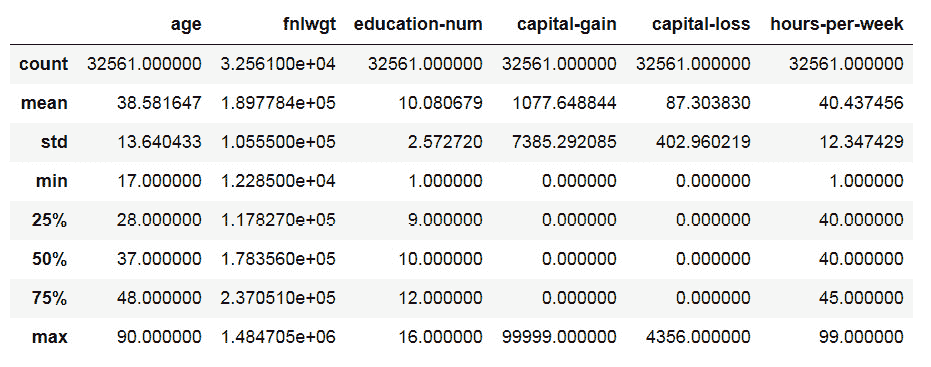 age fnlwgt education-num capital-gain capital-loss hours-per-week
count 32561.000000 3.256100e+04 32561.000000 32561.000000 32561.000000 32561.000000
mean 38.581647 1.897784e+05 10.080679 1077.648844 87.303830 40.437456
std 13.640433 1.055500e+05 2.572720 7385.292085 402.960219 12.347429
min 17.000000 1.228500e+04 1.000000 0.000000 0.000000 1.000000
25% 28.000000 1.178270e+05 9.000000 0.000000 0.000000 40.000000
50% 37.000000 1.783560e+05 10.000000 0.000000 0.000000 40.000000
75% 48.000000 2.370510e+05 12.000000 0.000000 0.000000 45.000000
max 90.000000 1.484705e+06 16.000000 99999.000000 4356.000000 99.000000